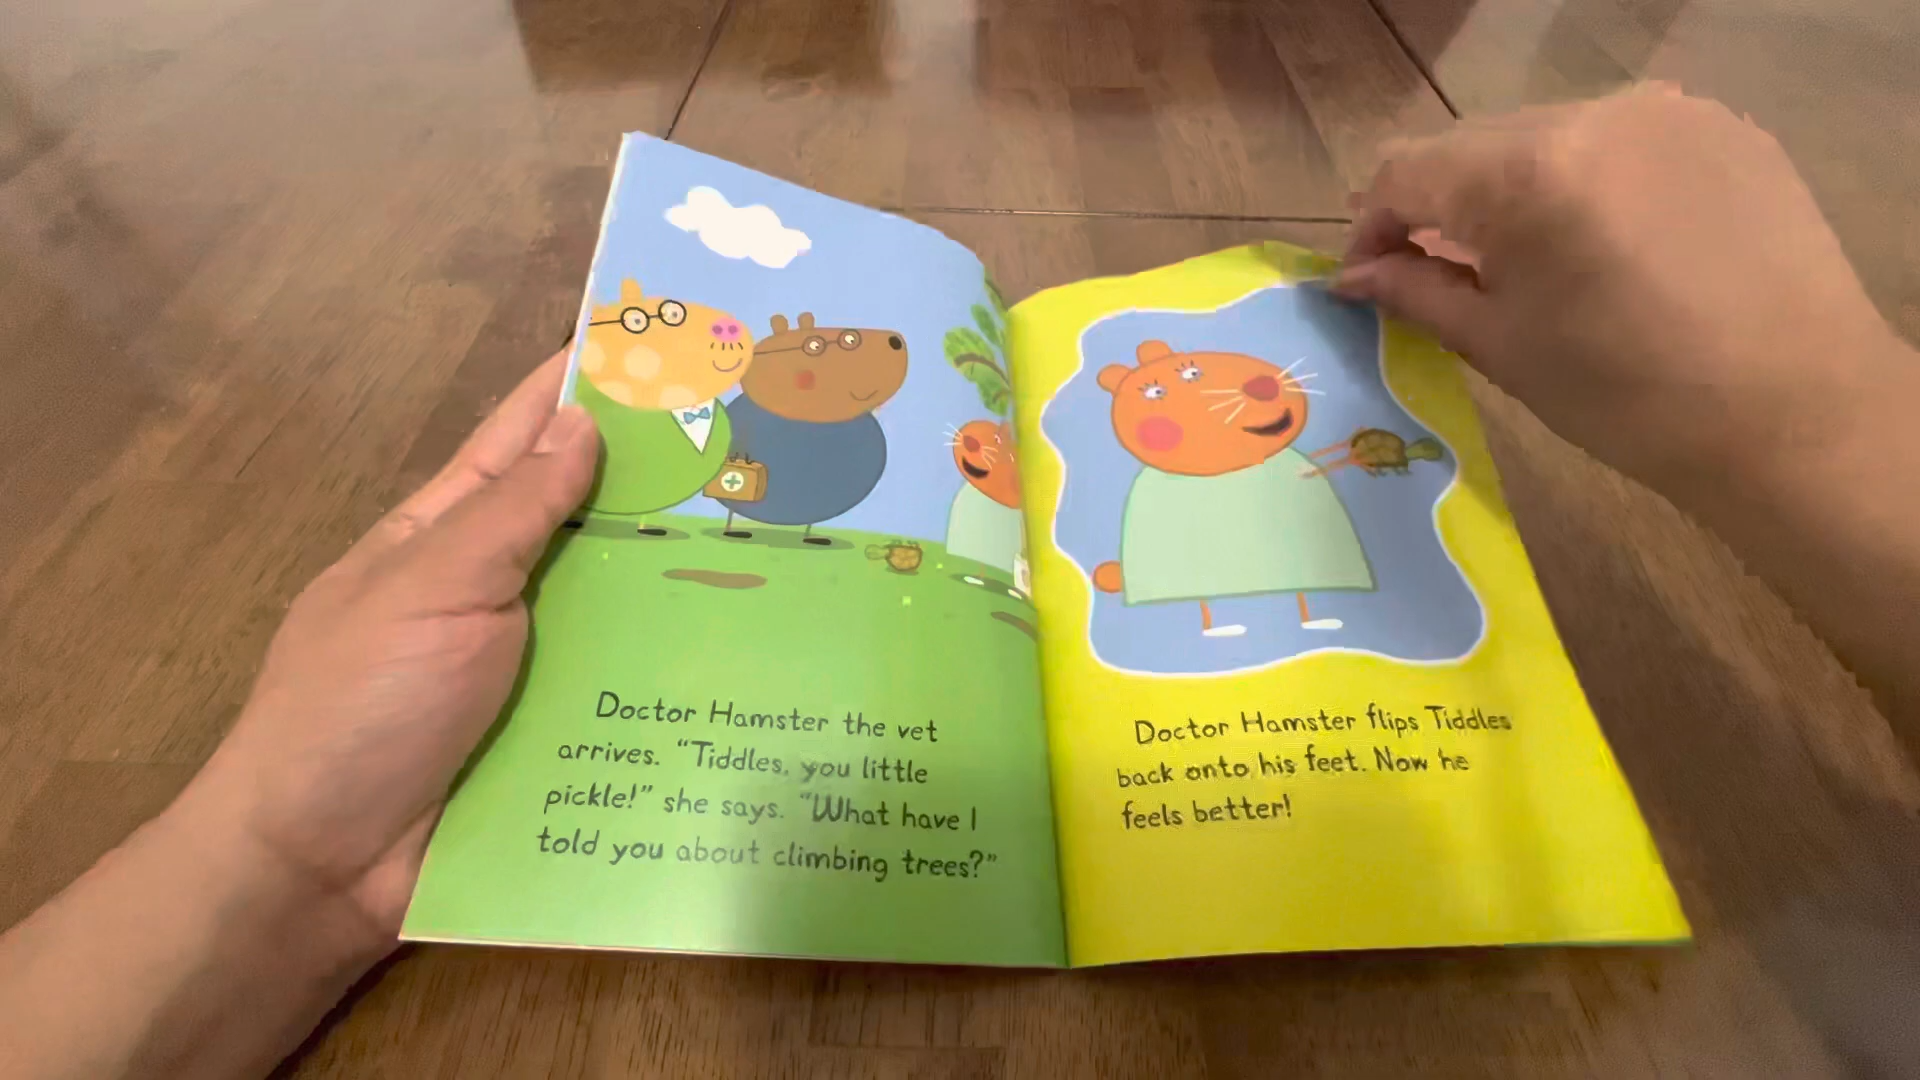 Doctor Hamster the vet
arrives. “Tiddles, you little
pickle!” she says. “What have I
told you about climbing trees?”
Doctor Hamster flips Tiddles
back onto his feet. Now he
feels better!